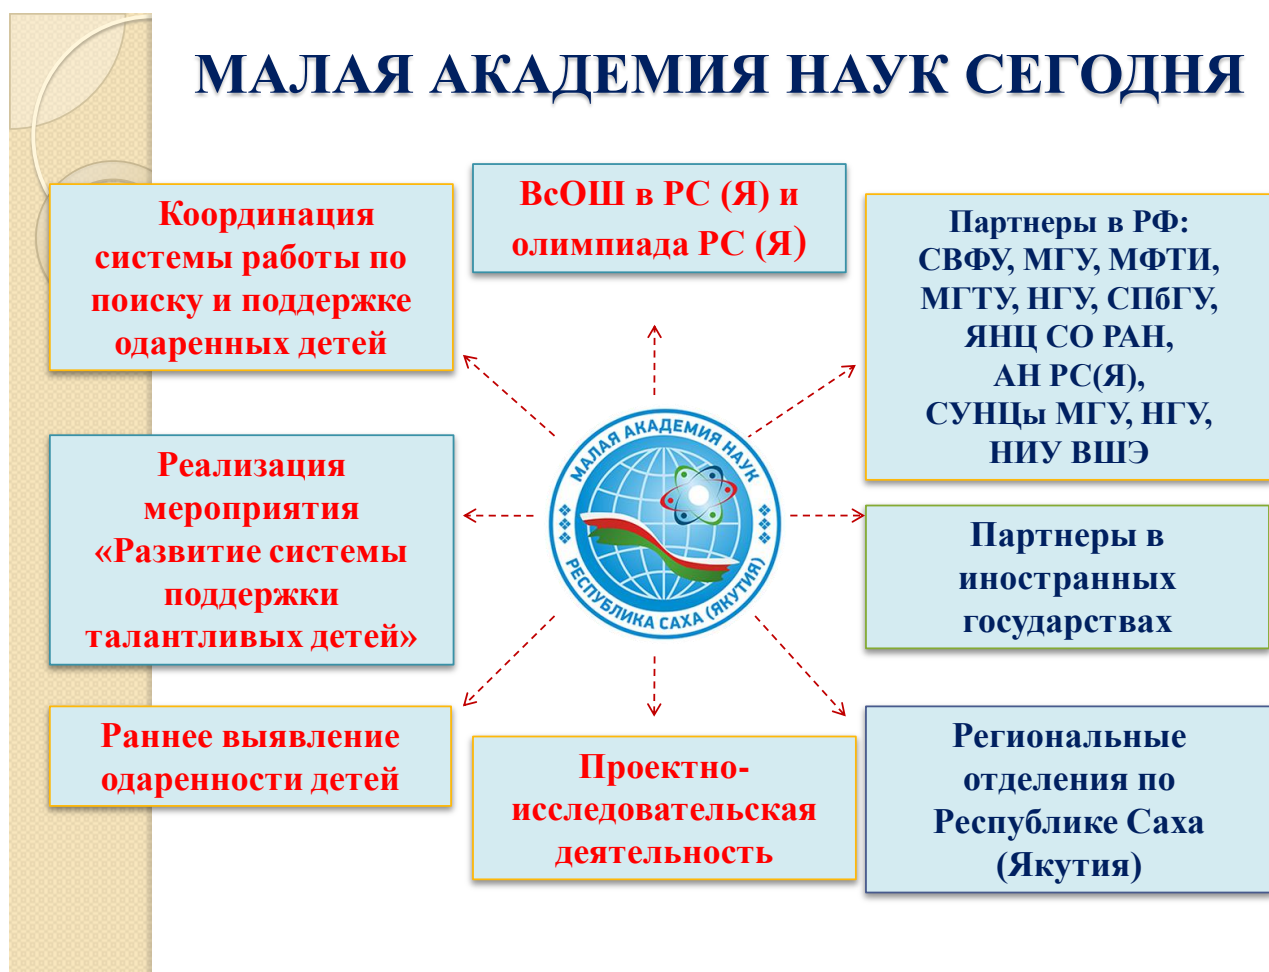 МАЛАЯ АКАДЕМИЯ НАУК СЕГОДНЯ
Координация
системы работы по
поиску и поддержке
одаренных детей
ВсОШ в РС (Я) и
олимпиада РС (Я)
Партнеры в РФ:
СВФУ, МГУ, МФТИ,
МГТУ, НГУ, СПбГУ,
ЯНЦ СО РАН,
АН РС(Я),
СУНЦы МГУ, НГУ,
НИУ ВШЭ
Реализация
мероприятия
«Развитие системы
поддержки
талантливых детей»
МАЛАЯ АКАДЕМИЯ НАУК
РЕСПУБЛИКА САХА (ЯКУТИЯ)
Партнеры в
иностранных
государствах
Раннее выявление
одаренности детей
Проектно-
исследовательская
деятельность
Региональные
отделения по
Республике Саха
(Якутия)